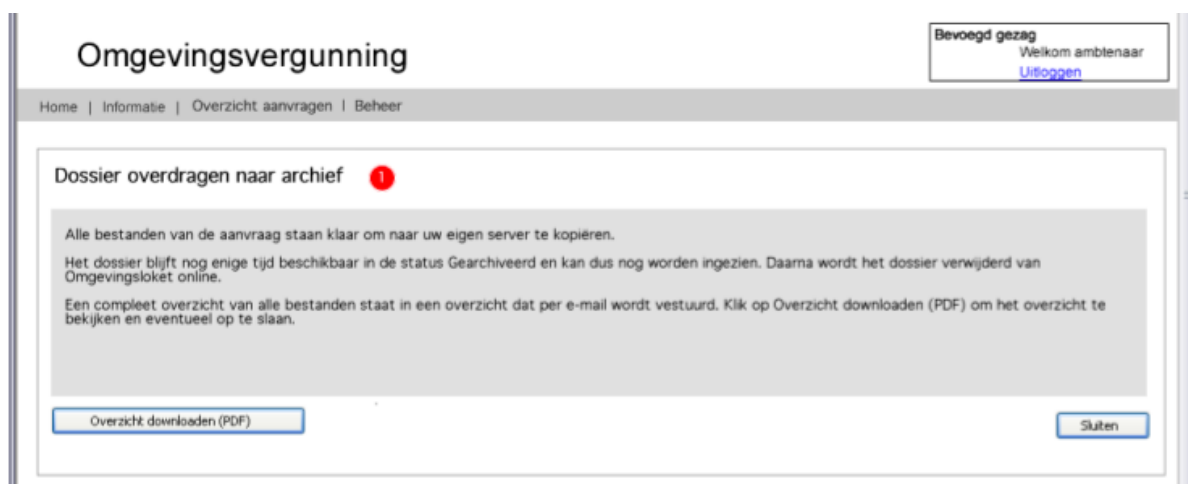 Omgevingsvergunning
Bevoegd gezag
Welkom ambtenaar
Uitloggen
Home | Informatie | Overzicht aanvragen | Beheer
Dossier overdragen naar archief 1
Alle bestanden van de aanvraag staan klaar om naar uw eigen server te kopiëren.
Het dossier blijft nog enige tijd beschikbaar in de status Gearchiveerd en kan dus nog worden ingezien. Daarna wordt het dossier verwijderd van
Omgevingsloket online.
Een compleet overzicht van alle bestanden staat in een overzicht dat per e-mail wordt vestuurd. Klik op Overzicht downloaden (PDF) om het overzicht te
bekijken en eventueel op te slaan.
Overzicht downloaden (PDF)
Sluiten